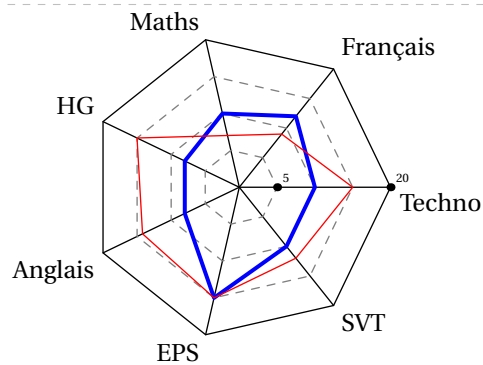 Maths
Français
HG
5
20
Techno
Anglais
SVT
EPS